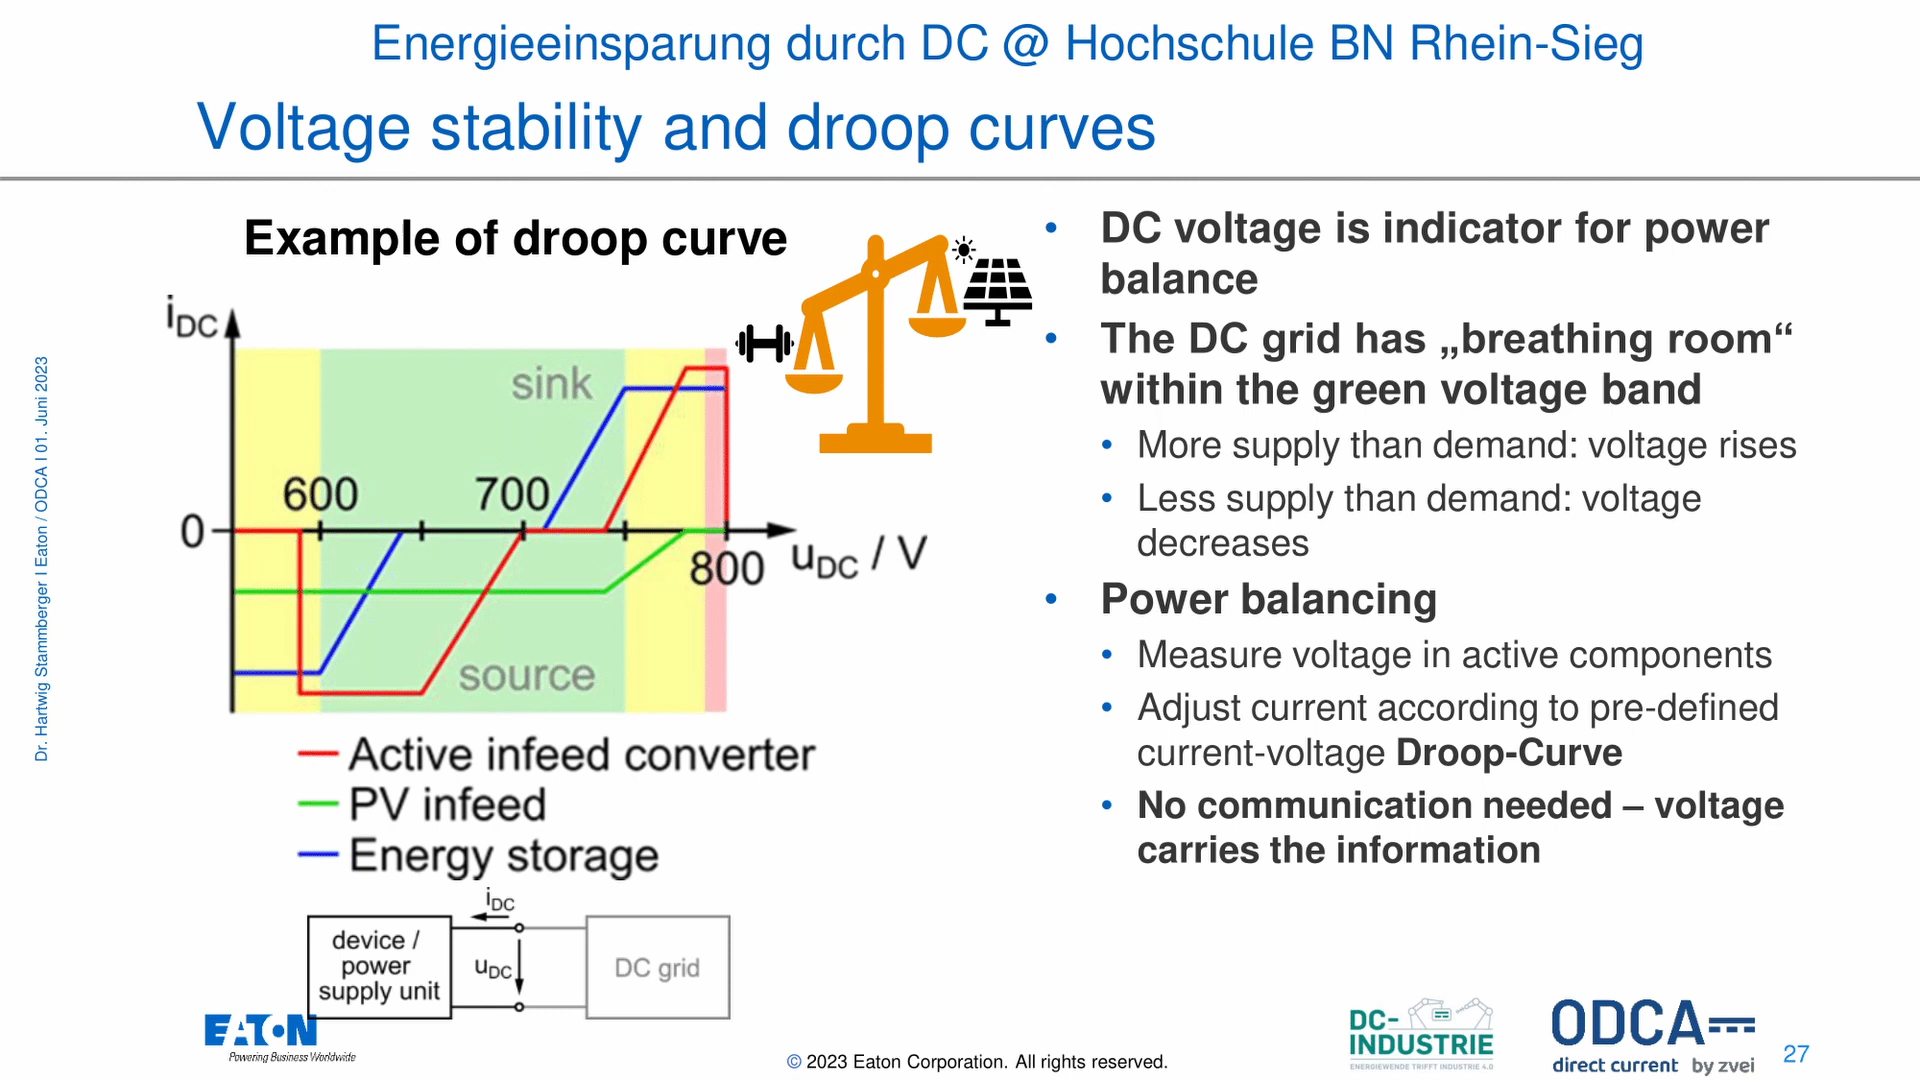 Energieeinsparung durch DC @ Hochschule BN Rhein-Sieg
Voltage stability and droop curves
Dr. Hartwig Stammberger I Eaton / ODCA I 01. Juni 2023
Example of droop curve
iDC
sink
600
700
0
800
uDC / V
source
Active infeed converter
PV infeed
Energy storage
iDC
device /
power
supply unit
uDC
DC grid
• DC voltage is indicator for power
balance
• The DC grid has „breathing room“
within the green voltage band
• More supply than demand: voltage rises
• Less supply than demand: voltage
decreases
• Power balancing
• Measure voltage in active components
• Adjust current according to pre-defined
current-voltage Droop-Curve
• No communication needed – voltage
carries the information
EATON
Powering Business Worldwide
© 2023 Eaton Corporation. All rights reserved.
DC-
INDUSTRIE
ENERGIEWENDE TRIFFT INDUSTRIE 4.0
ODCA
direct current by zvei
27